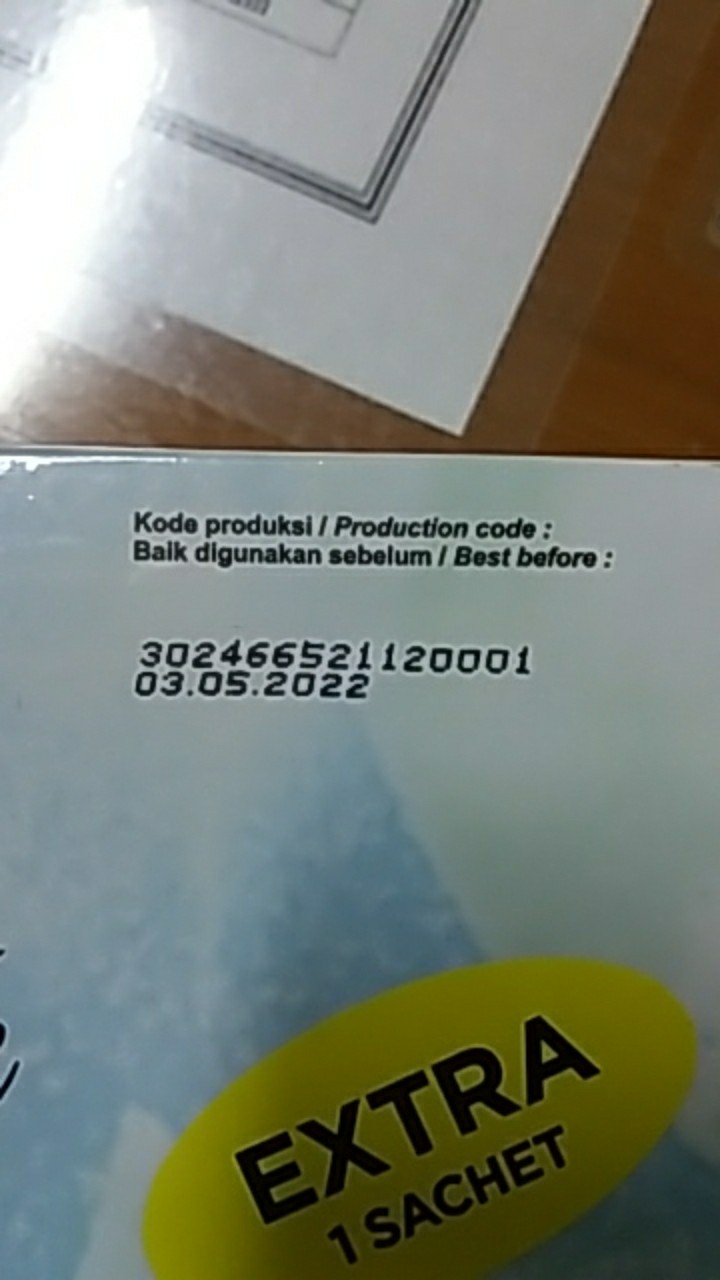 Kode produksi / Production code :
Baik digunakan sebelum / Best before :
302466521120001
03.05.2022
EXTRA
1 SACHET